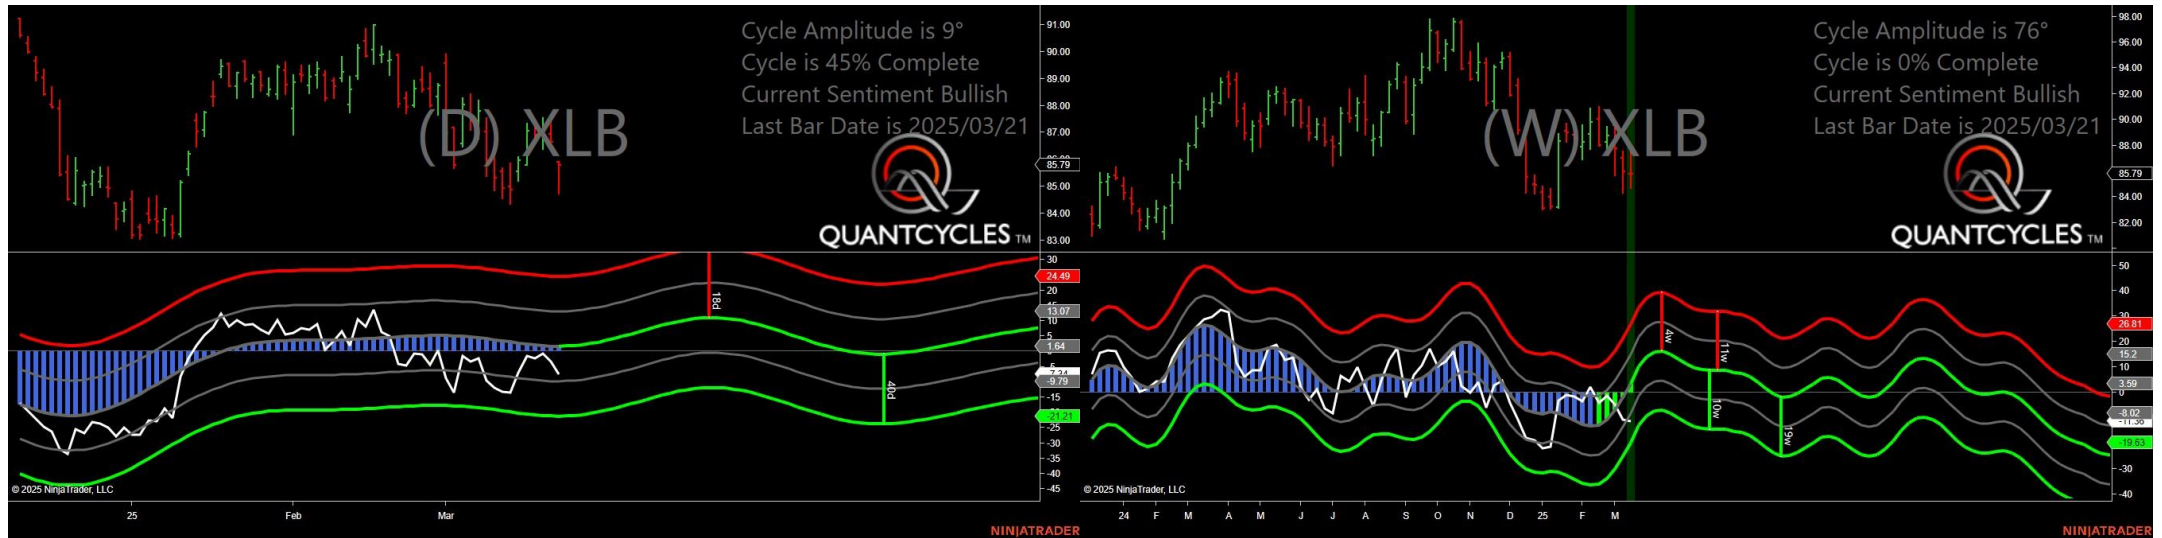 Cycle Amplitude is 9°
Cycle is 45% Complete
Current Sentiment Bullish
Last Bar Date is 2025/03/21
(D) XLB
QUANTCYCLES TM
91.00
90.00
89.00
88.00
87.00
85.79
85.00
84.00
83.00
30
24.49
20
13.07
10
5
1.64
-9.79
-15
-21.21
-25
-30
-35
-40
-45
18d
40d
© 2025 NinjaTrader, LLC
25 Feb Mar
NINJATRADER
Cycle Amplitude is 76°
Cycle is 0% Complete
Current Sentiment Bullish
Last Bar Date is 2025/03/21
(W) XLB
QUANTCYCLES TM
98.00
96.00
94.00
92.00
90.00
88.00
85.79
84.00
82.00
50
40
30
26.81
20
15.2
10
3.59
0
-8.02
-11.36
-19.63
-30
-40
4w
11w
10w
19w
© 2025 NinjaTrader, LLC
24 F M A M J J A S O N D 25 F M
NINJATRADER